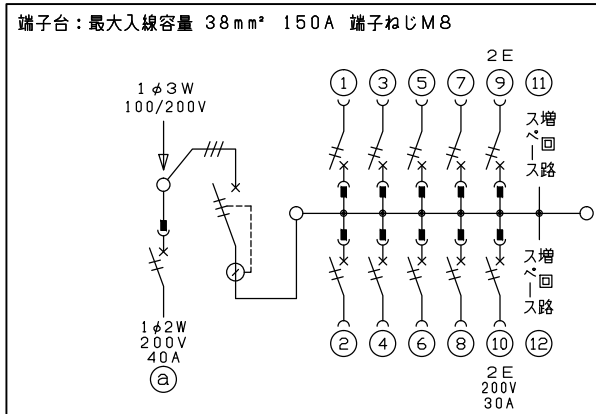 端子台：最大入線容量 38mm² 150A 端子ねじM8
1φ3W
100/200V
2E
① ③ ⑤ ⑦ ⑨ ⑪
増回路
スペース
増回路
スペース
1φ2W
200V
40A
ⓐ
② ④ ⑥ ⑧ ⑩ ⑫
2E
200V
30A